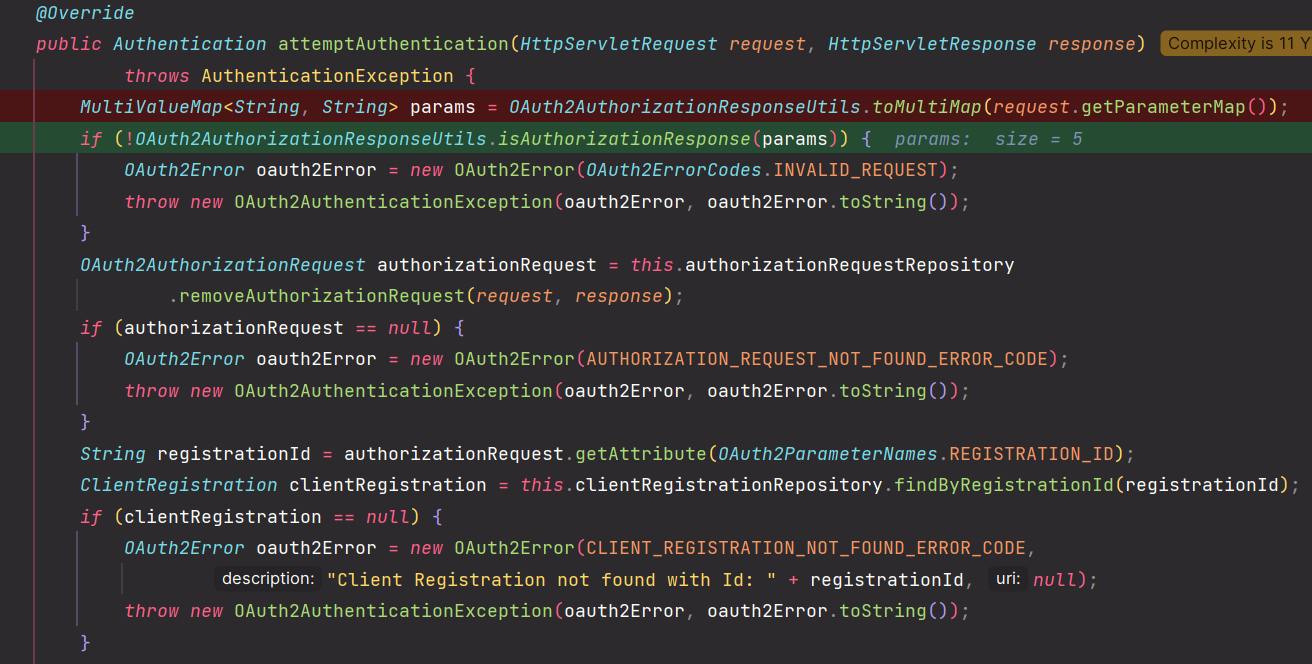 @Override
public Authentication attemptAuthentication(HttpServletRequest request, HttpServletResponse response) Complexity is 11 Y
throws AuthenticationException {
MultiValueMap<String, String> params = OAuth2AuthorizationResponseUtils.toMultiMap(request.getParameterMap());
if (!OAuth2AuthorizationResponseUtils.isAuthorizationResponse(params)) { params: size = 5
OAuth2Error oauth2Error = new OAuth2Error(OAuth2ErrorCodes.INVALID_REQUEST);
throw new OAuth2AuthenticationException(oauth2Error, oauth2Error.toString());
}
OAuth2AuthorizationRequest authorizationRequest = this.authorizationRequestRepository
.removeAuthorizationRequest(request, response);
if (authorizationRequest == null) {
OAuth2Error oauth2Error = new OAuth2Error(AUTHORIZATION_REQUEST_NOT_FOUND_ERROR_CODE);
throw new OAuth2AuthenticationException(oauth2Error, oauth2Error.toString());
}
String registrationId = authorizationRequest.getAttribute(OAuth2ParameterNames.REGISTRATION_ID);
ClientRegistration clientRegistration = this.clientRegistrationRepository.findByRegistrationId(registrationId);
if (clientRegistration == null) {
OAuth2Error oauth2Error = new OAuth2Error(CLIENT_REGISTRATION_NOT_FOUND_ERROR_CODE,
description: "Client Registration not found with Id: " + registrationId, uri: null);
throw new OAuth2AuthenticationException(oauth2Error, oauth2Error.toString());
}